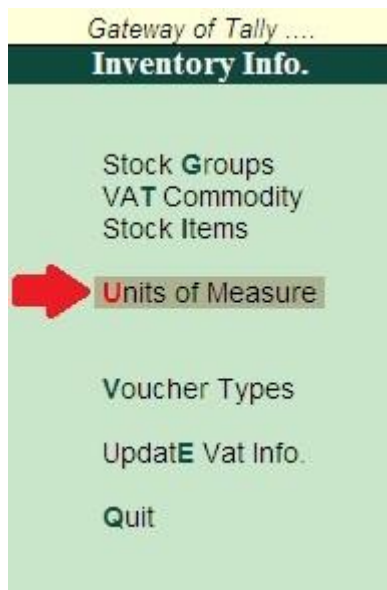 Gateway of Tally ....
Inventory Info.
Stock Groups
VAT Commodity
Stock Items
Units of Measure
Voucher Types
UpdatE Vat Info.
Quit